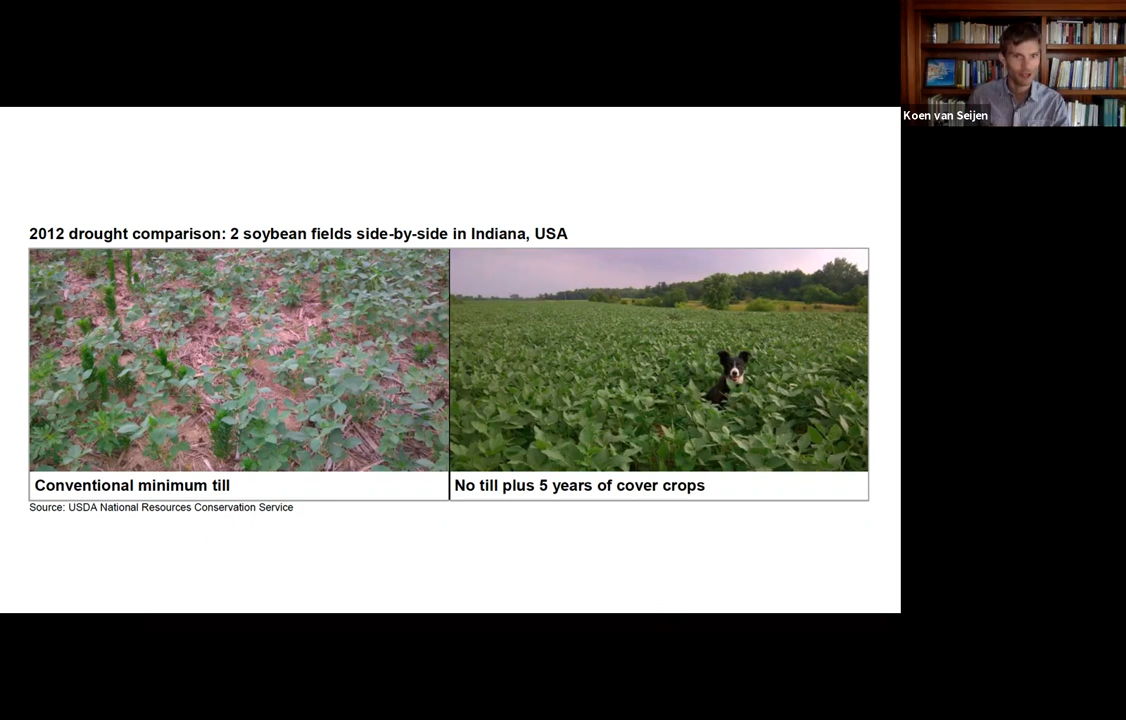 Koen van Seijen
2012 drought comparison: 2 soybean fields side-by-side in Indiana, USA
Conventional minimum till
No till plus 5 years of cover crops
Source: USDA National Resources Conservation Service